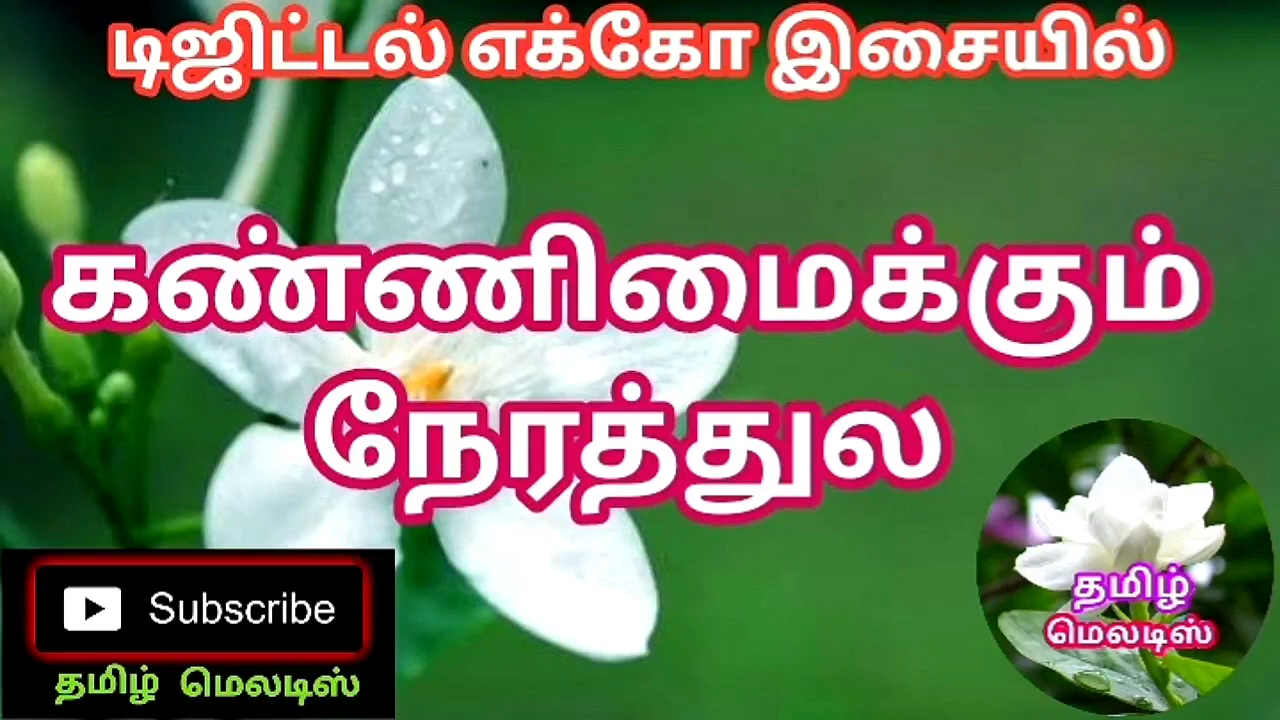 டிஜிட்டல் எக்கோ இசையில்
கண்ணிமைக்கும்
நேரத்துல
Subscribe
தமிழ் மெலடிஸ்
தமிழ்
மெலடிஸ்